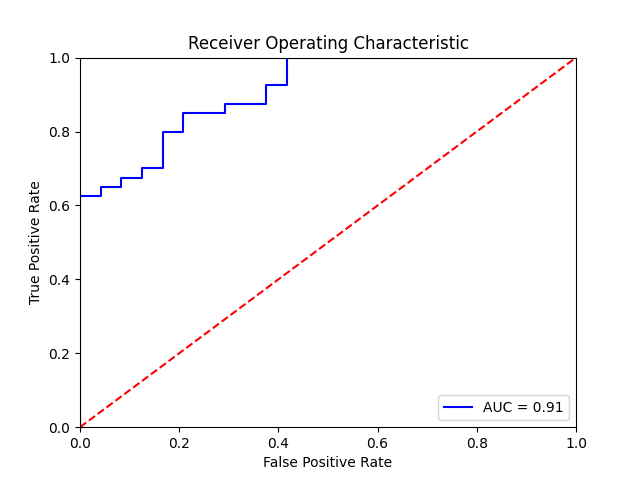 Receiver Operating Characteristic
1.0
0.8
0.6
0.4
0.2
0.0
True Positive Rate
AUC = 0.91
0.0 0.2 0.4 0.6 0.8 1.0
False Positive Rate